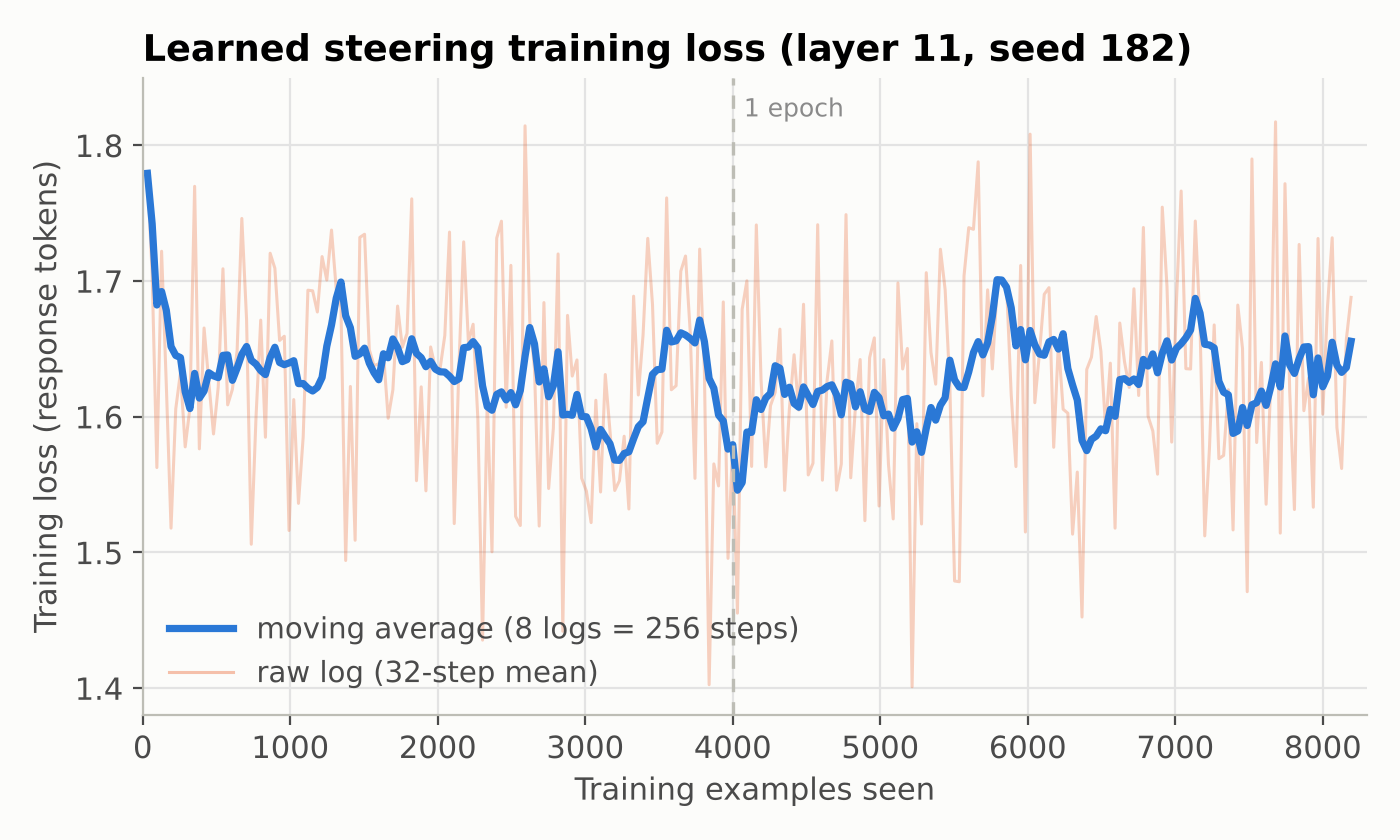 Learned steering training loss (layer 11, seed 182)
1 epoch
1.8
1.7
1.6
1.5
1.4
Training loss (response tokens)
moving average (8 logs = 256 steps)
raw log (32-step mean)
0 1000 2000 3000 4000 5000 6000 7000 8000
Training examples seen